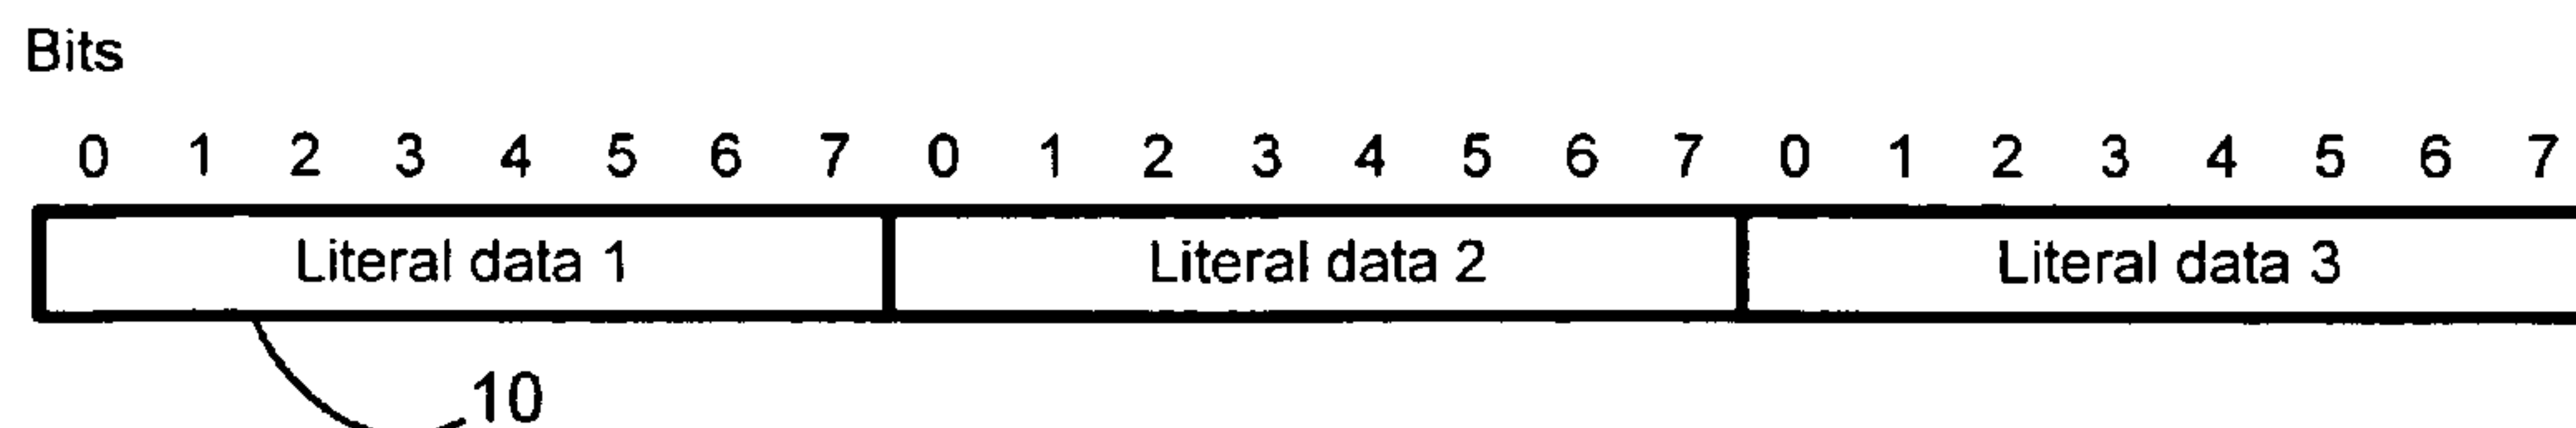 Bits
0 1 2 3 4 5 6 7 0 1 2 3 4 5 6 7 0 1 2 3 4 5 6 7
Literal data 1 Literal data 2 Literal data 3
10